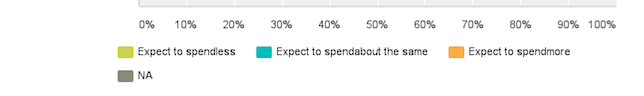 0% 10% 20% 30% 40% 50% 60% 70% 80% 90% 100%
Expect to spendless Expect to spendabout the same Expect to spendmore
NA